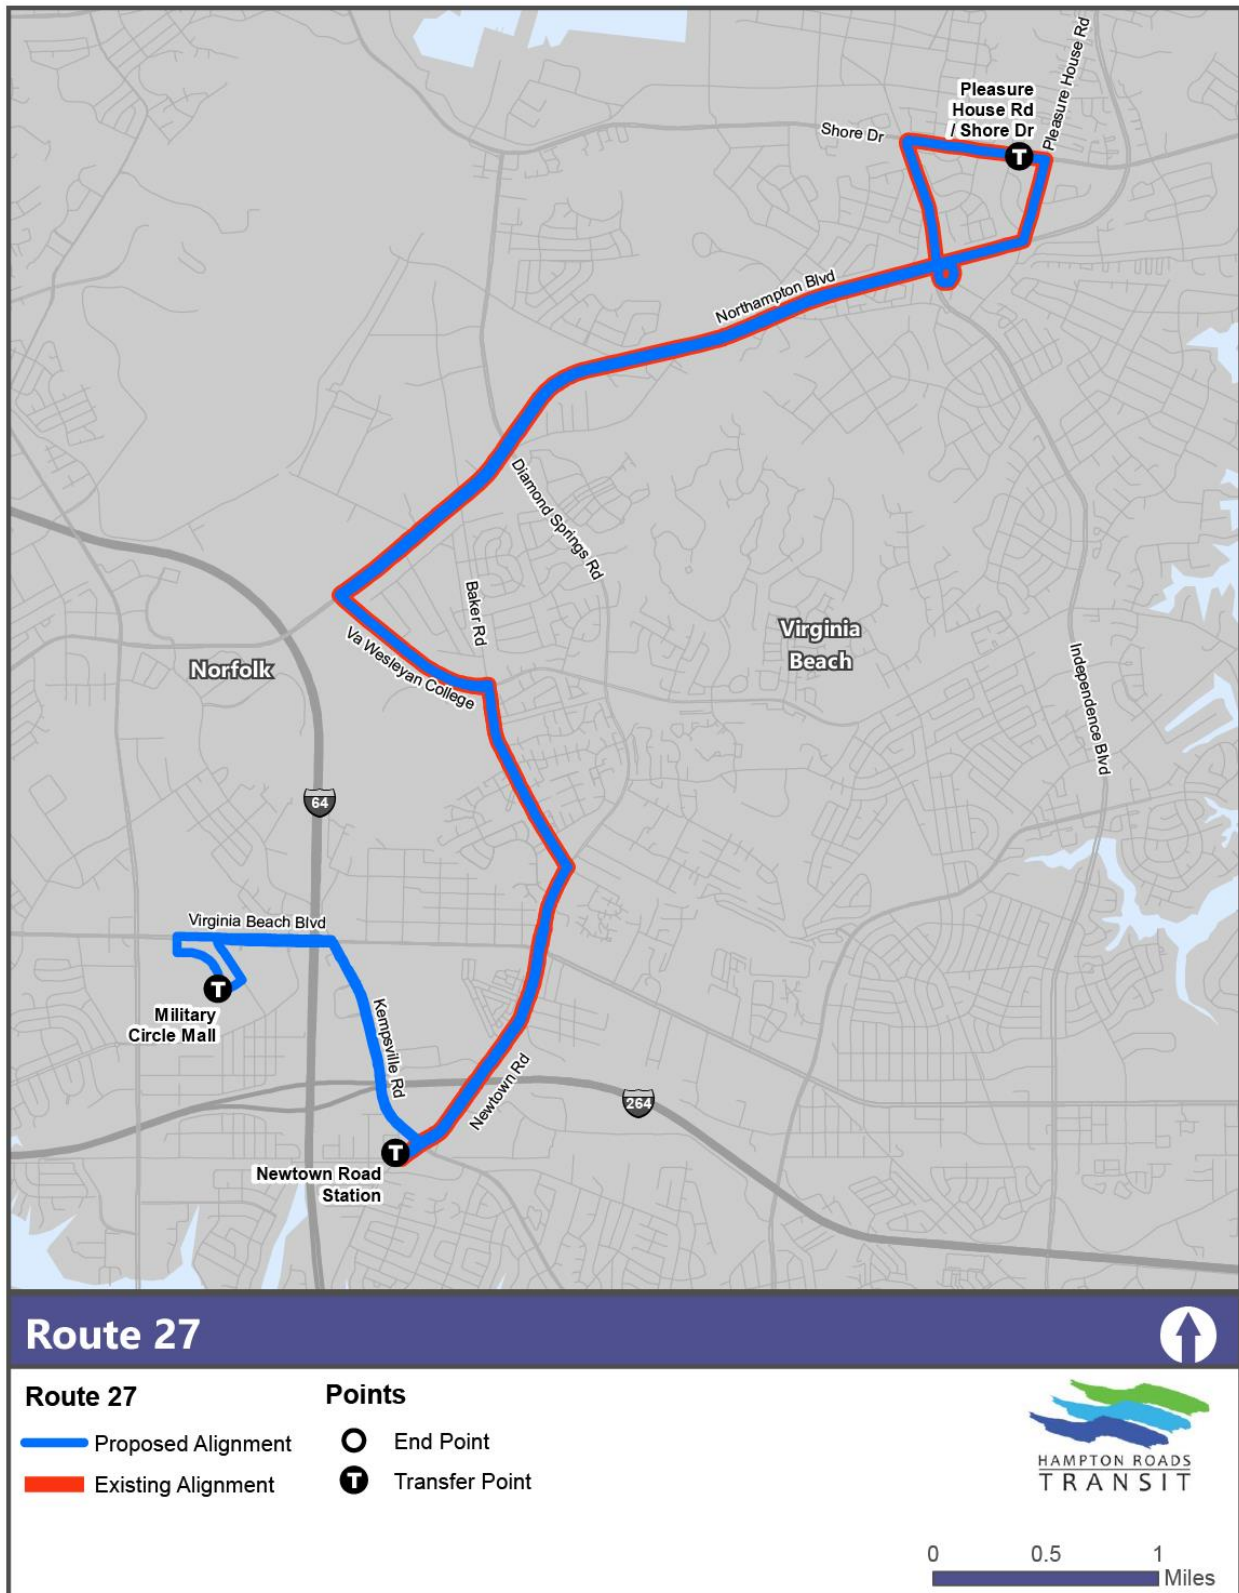 Pleasure House Rd
Pleasure
House Rd
/ Shore Dr
T
Shore Dr
Northampton Blvd
Diamond Springs Rd
Baker Rd
Va Wesleyan College
Virginia
Beach
Norfolk
Independence Blvd
64
Virginia Beach Blvd
T
Military
Circle Mall
Kempsville Rd
Newtown Rd
264
T
Newtown Road
Station
Route 27
Route 27
Points
Proposed Alignment
End Point
Existing Alignment
T
Transfer Point
HAMPTON ROADS
TRANSIT
0 0.5 1
Miles